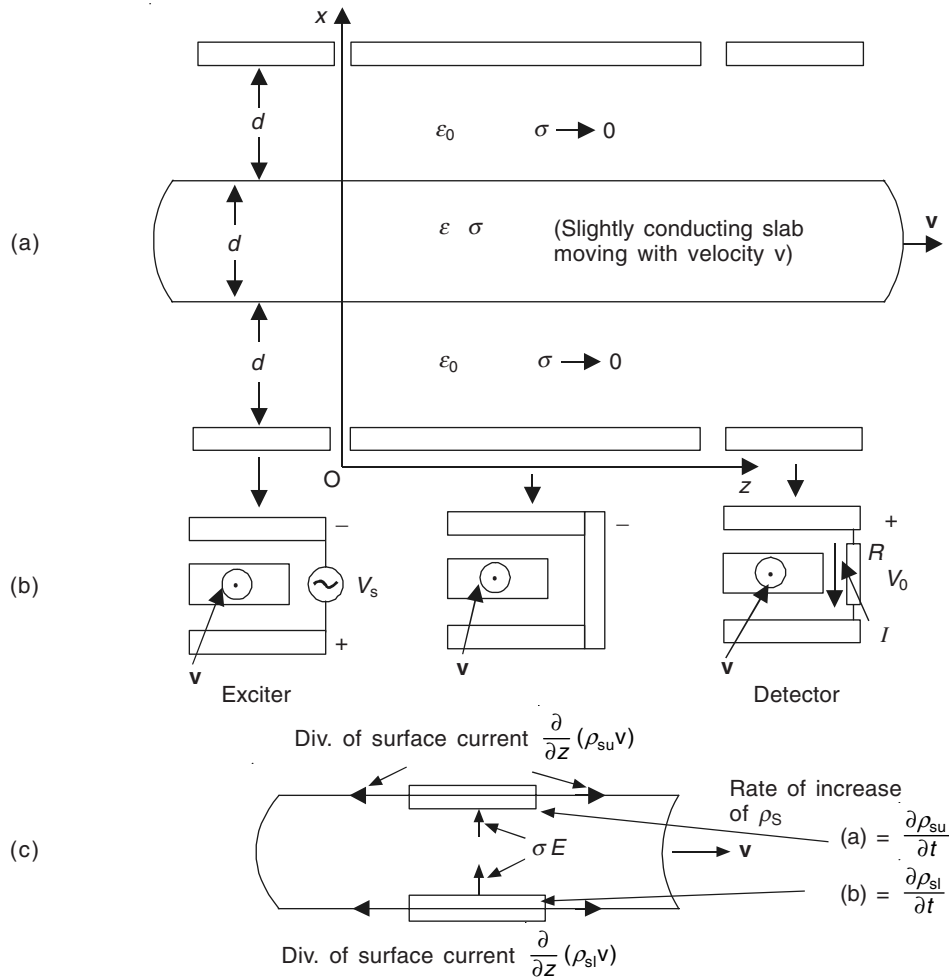 x
d
ε₀ σ → 0
(a)
d
ε σ
(Slightly conducting slab
moving with velocity v)
v
d
ε₀ σ → 0
O
z
(b)
−
V_s
+
v
Exciter
−
v
+
R
V₀
I
v
Detector
Div. of surface current ∂/∂z (ρ_su v)
Rate of increase
of ρ_S
(c)
σE
v
(a) = ∂ρ_su/∂t
(b) = ∂ρ_sl/∂t
Div. of surface current ∂/∂z (ρ_sl v)